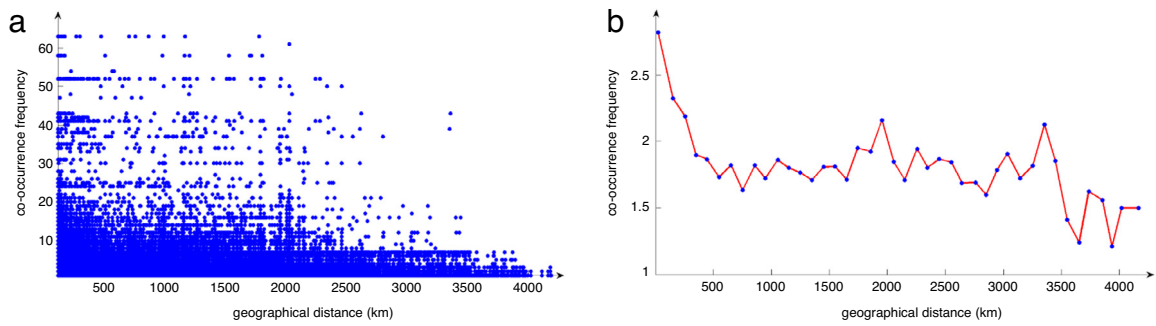 a
co-occurrence frequency
60
50
40
30
20
10
500 1000 1500 2000 2500 3000 3500 4000
geographical distance (km)
b
co-occurrence frequency
2.5
2
1.5
1
500 1000 1500 2000 2500 3000 3500 4000
geographical distance (km)